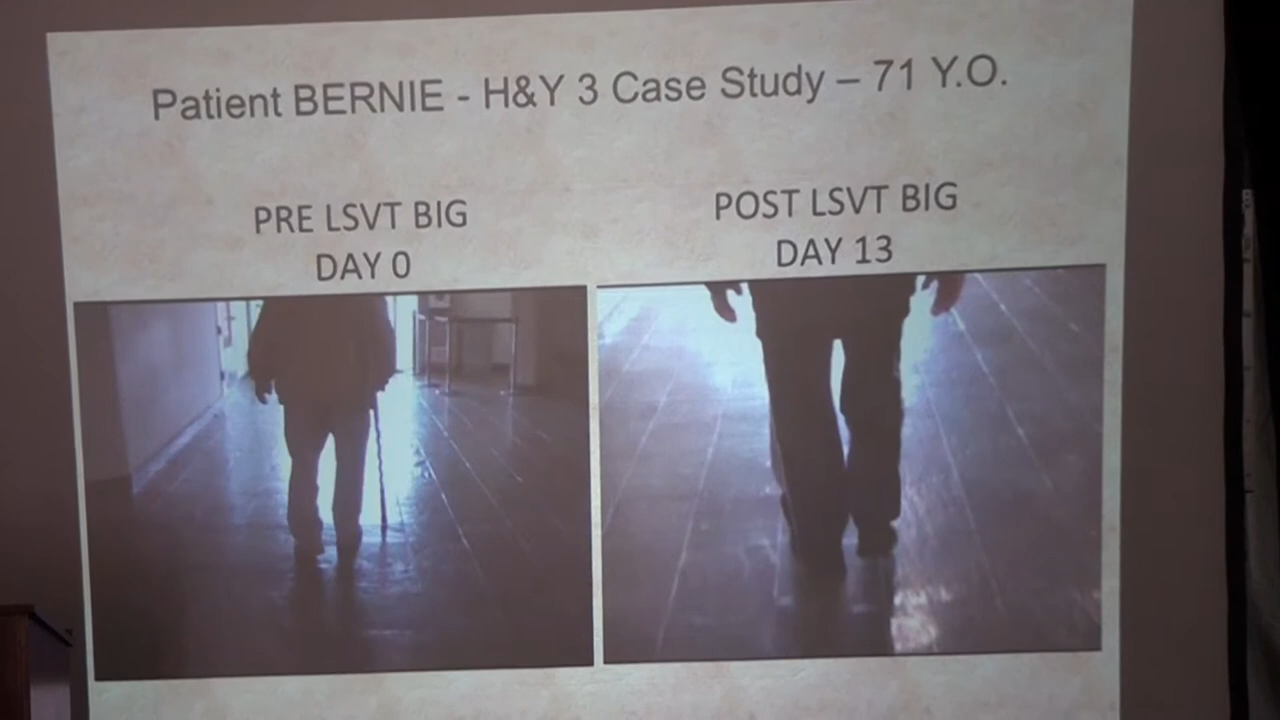 Patient BERNIE - H&Y 3 Case Study – 71 Y.O.
PRE LSVT BIG
DAY 0
POST LSVT BIG
DAY 13